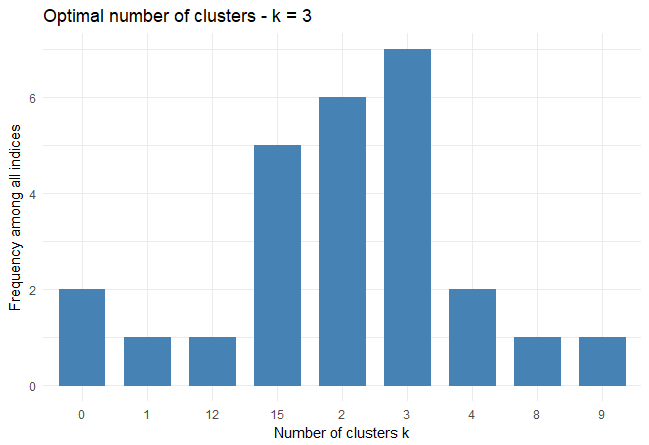 Optimal number of clusters - k = 3
Frequency among all indices
6
4
2
0
0 1 12 15 2 3 4 8 9
Number of clusters k